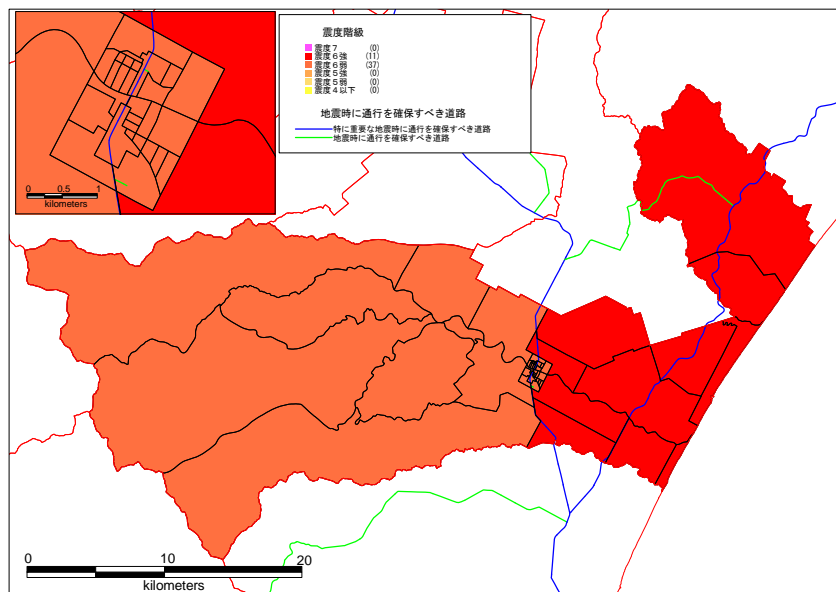 震度階級
震度７ (0)
震度６強 (11)
震度６弱 (37)
震度５強 (0)
震度５弱 (0)
震度４以下 (0)
地震時に通行を確保すべき道路
特に重要な地震時に通行を確保すべき道路
地震時に通行を確保すべき道路
0 0.5 1
kilometers
0 10 20
kilometers